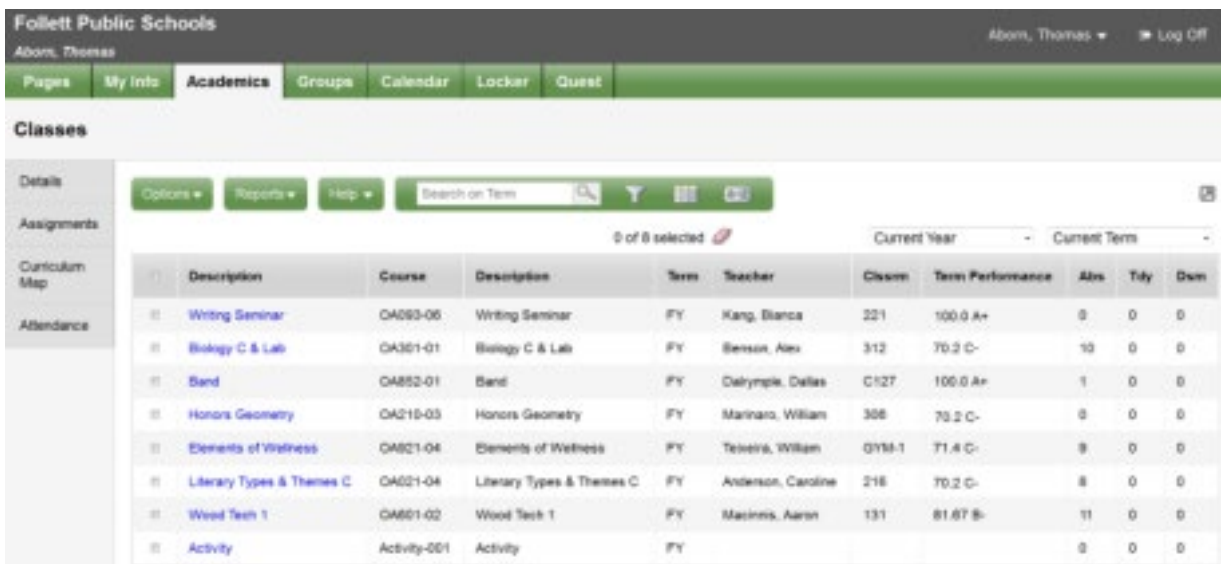 Follett Public Schools
Aborn, Thomas
Aborn, Thomas Log Off
Pages My Info Academics Groups Calendar Locker Quest
Classes
Details
Assignments
Curriculum
Map
Attendance
Options Reports Help Search on Term
0 of 8 selected Current Year Current Term
Description Course Description Term Teacher Clssrm Term Performance Abs Tdy Dsm
Writing Seminar OA093-06 Writing Seminar FY Kang, Bianca 221 100.0 A+ 0 0 0
Biology C & Lab OA301-01 Biology C & Lab FY Benson, Alex 312 70.2 C- 10 0 0
Band OA852-01 Band FY Dalrymple, Dallas C127 100.0 A+ 1 0 0
Honors Geometry OA210-03 Honors Geometry FY Marinaro, William 306 70.2 C- 0 0 0
Elements of Wellness OA921-04 Elements of Wellness FY Teixeira, William GYM-1 71.4 C- 0 0
Literary Types & Themes C OA021-04 Literary Types & Themes C FY Anderson, Caroline 216 70.2 C- 8 0 0
Wood Tech 1 OA601-02 Wood Tech 1 FY Macinnis, Aaron 131 81.67 B- 11 0 0
Activity Activity-001 Activity FY 0 0 0